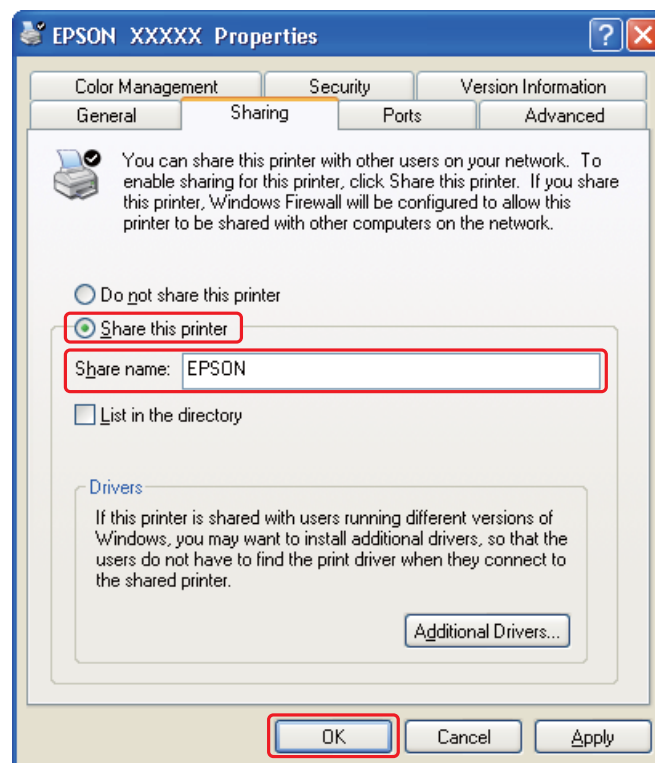 EPSON XXXXX Properties
Color Management Security Version Information
General Sharing Ports Advanced
You can share this printer with other users on your network. To
enable sharing for this printer, click Share this printer. If you share
this printer, Windows Firewall will be configured to allow this
printer to be shared with other computers on the network.
Do not share this printer
Share this printer
Share name: EPSON
List in the directory
Drivers
If this printer is shared with users running different versions of
Windows, you may want to install additional drivers, so that the
users do not have to find the print driver when they connect to
the shared printer.
Additional Drivers...
OK Cancel Apply